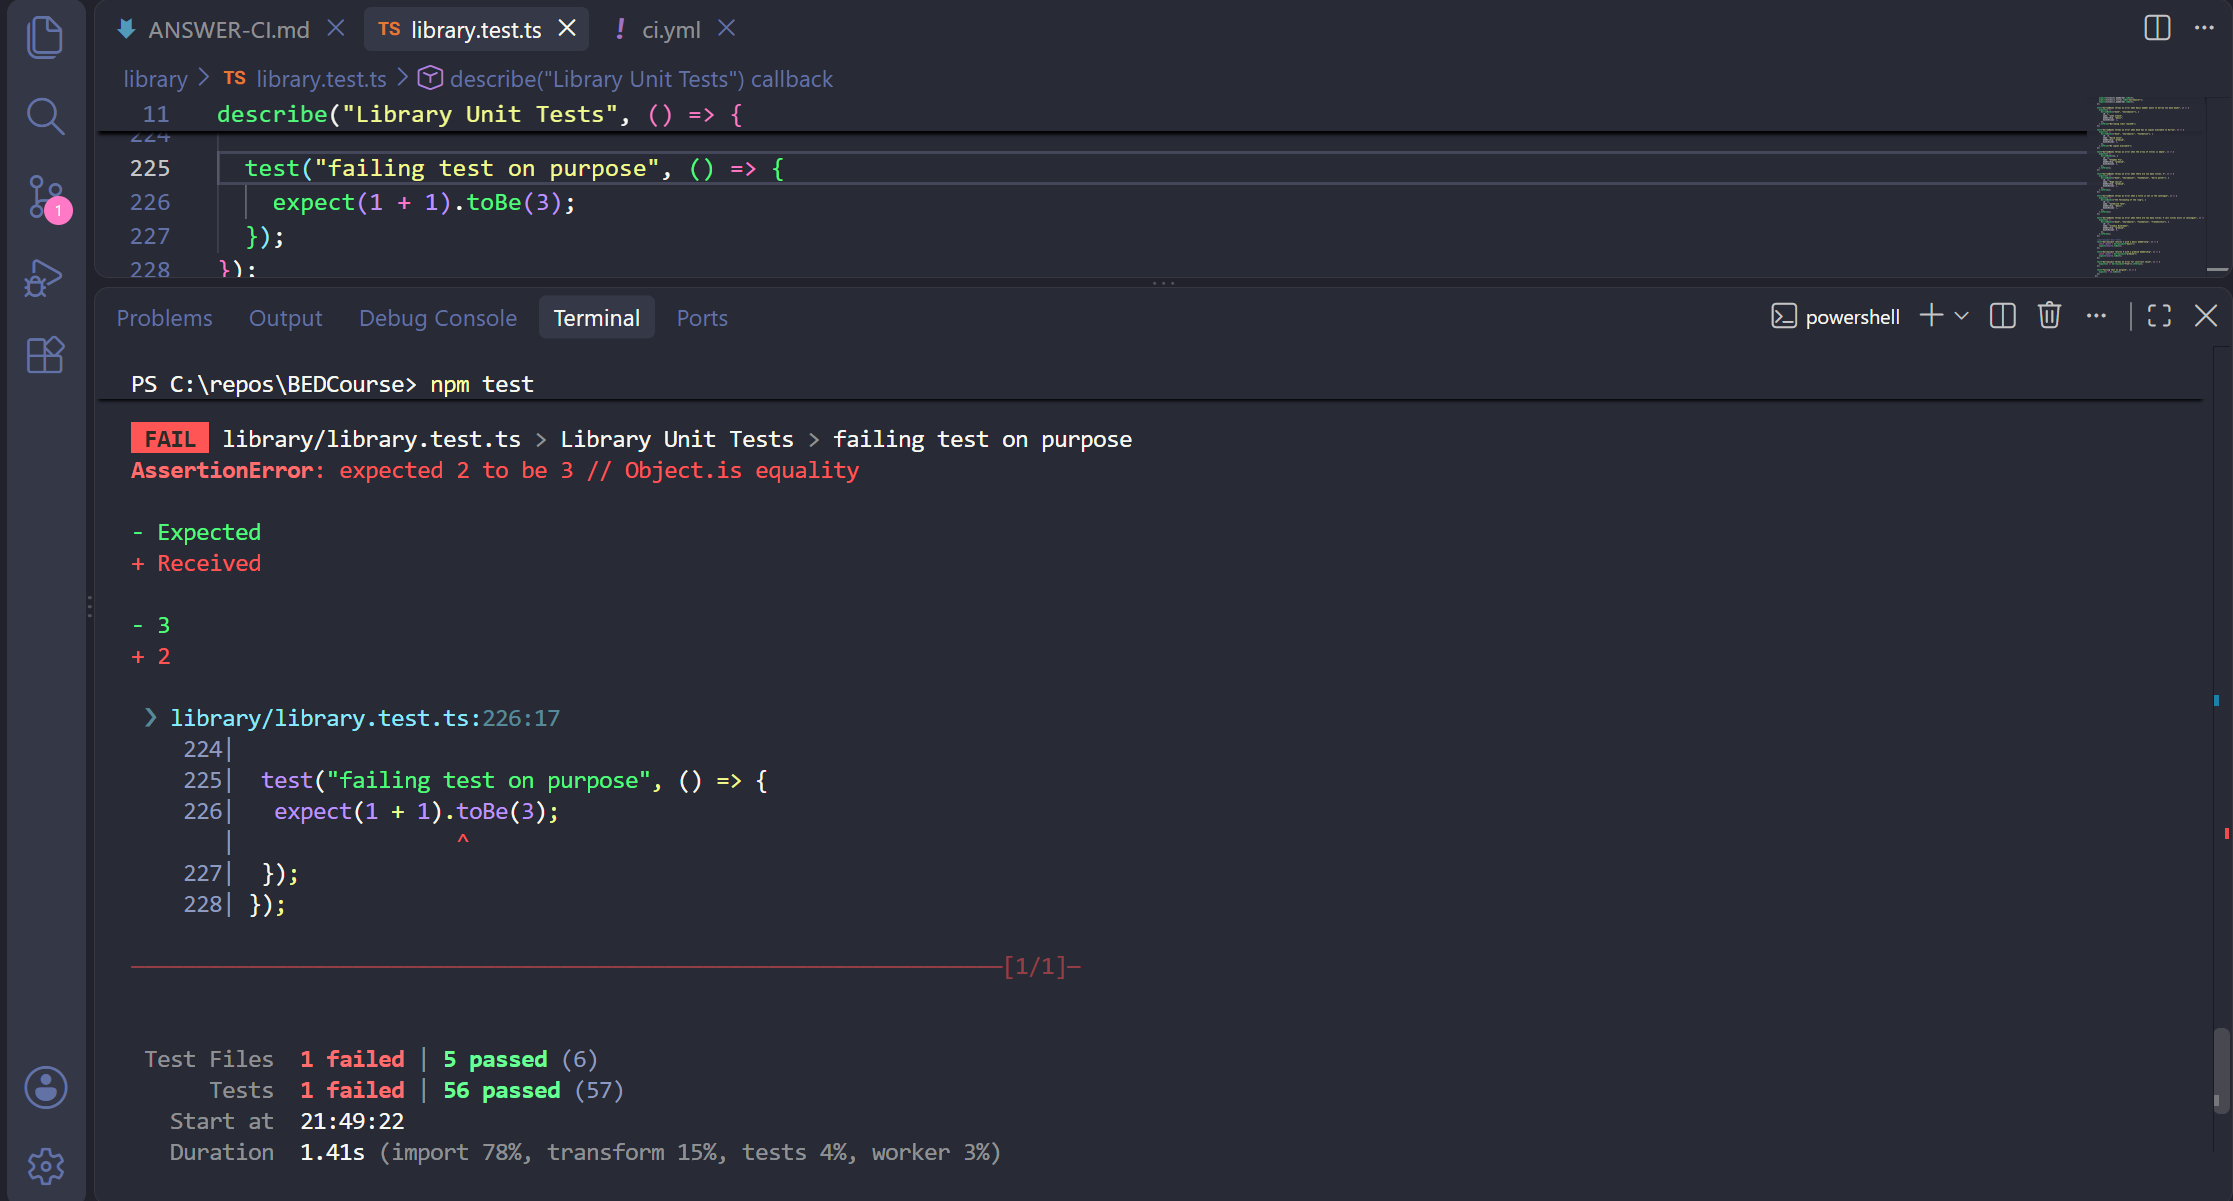 ANSWER-CI.md
TS library.test.ts
! ci.yml
library > TS library.test.ts > describe("Library Unit Tests") callback
11 describe("Library Unit Tests", () => {
224
225 test("failing test on purpose", () => {
226 expect(1 + 1).toBe(3);
227 });
228 });
1
Problems Output Debug Console Terminal Ports
powershell
PS C:\repos\BEDCourse> npm test
FAIL library/library.test.ts > Library Unit Tests > failing test on purpose
AssertionError: expected 2 to be 3 // Object.is equality
- Expected
+ Received
- 3
+ 2
❯ library/library.test.ts:226:17
224|
225| test("failing test on purpose", () => {
226| expect(1 + 1).toBe(3);
| ^
227| });
228| });
[1/1]
Test Files 1 failed | 5 passed (6)
Tests 1 failed | 56 passed (57)
Start at 21:49:22
Duration 1.41s (import 78%, transform 15%, tests 4%, worker 3%)